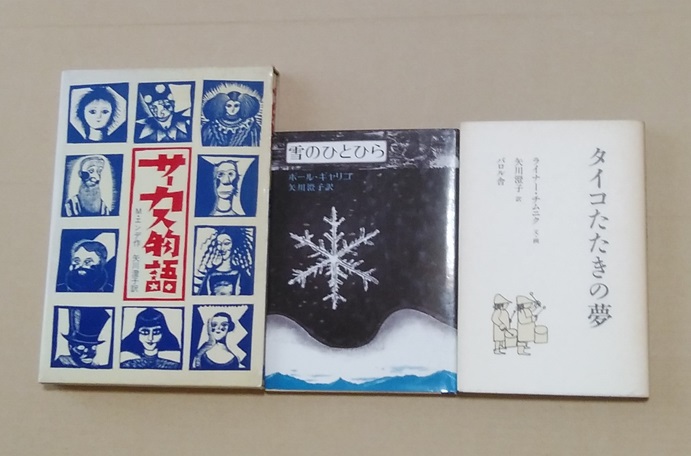 サーカス物語
M・エンデ作 矢川澄子訳
雪のひとひら
ポール・ギャリコ
矢川澄子訳
タイコたたきの夢
ライナー・チムニク 文・画
矢川澄子 訳
パロル舎